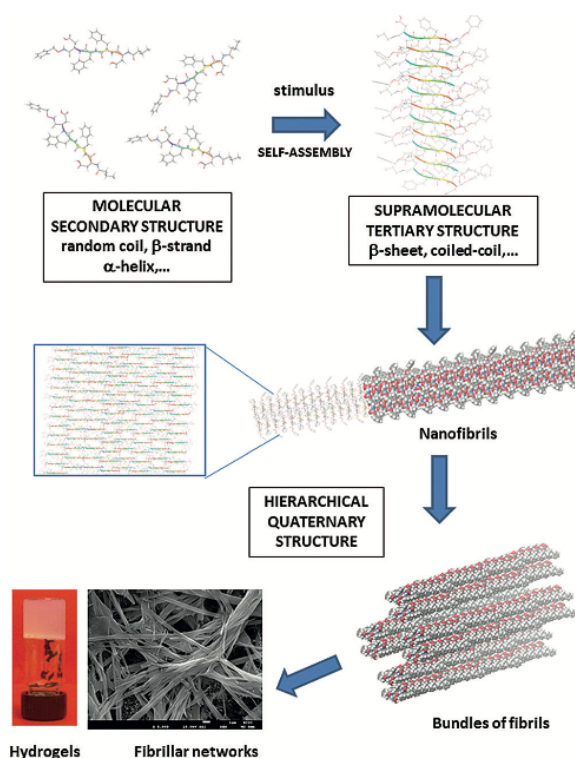 stimulus
SELF-ASSEMBLY
MOLECULAR
SECONDARY STRUCTURE
random coil, β-strand
α-helix,...
SUPRAMOLECULAR
TERTIARY STRUCTURE
β-sheet, coiled-coil,...
Nanofibrils
HIERARCHICAL
QUATERNARY
STRUCTURE
Bundles of fibrils
Hydrogels
Fibrillar networks